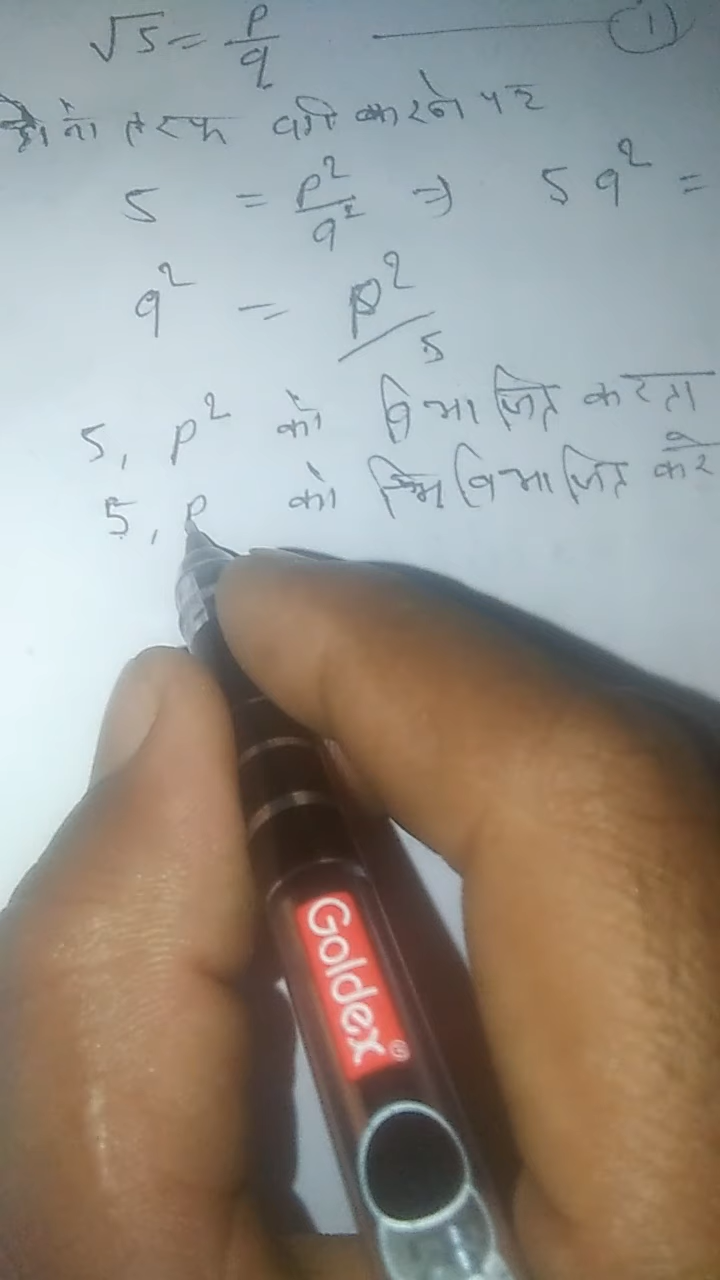 √5 = p/q ——— (1)
दोनो तरफ वर्ग करने पर
5 = p²/q² ⇒ 5q² =
q² = p²/5
5, p² को विभाजित करता
5, p को विभाजित करे
Goldex